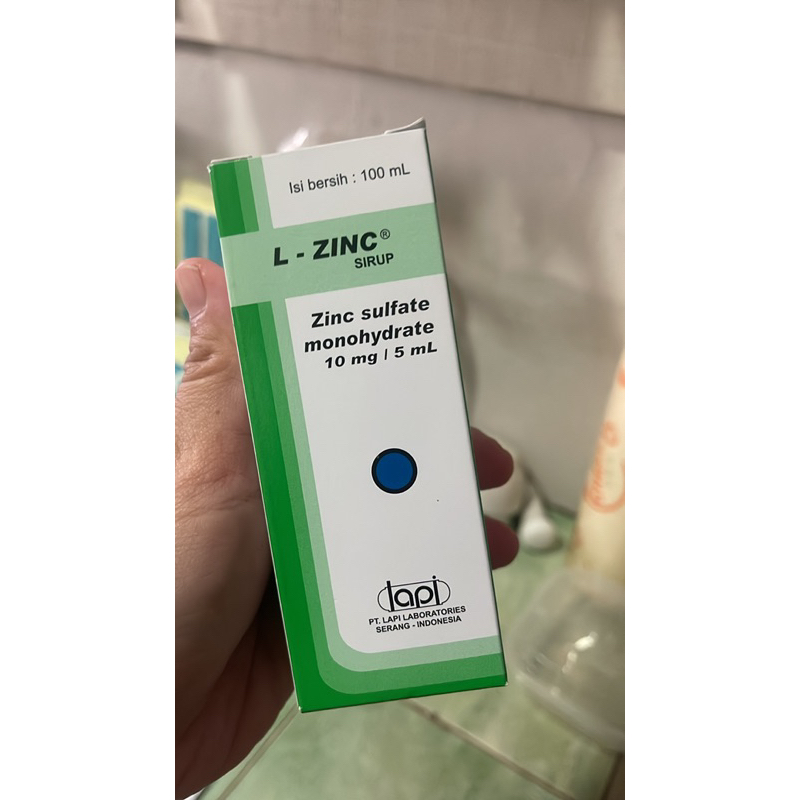 Isi bersih : 100 mL
L - ZINC®
SIRUP
Zinc sulfate
monohydrate
10 mg / 5 mL
lapi
PT. LAPI LABORATORIES
SERANG - INDONESIA